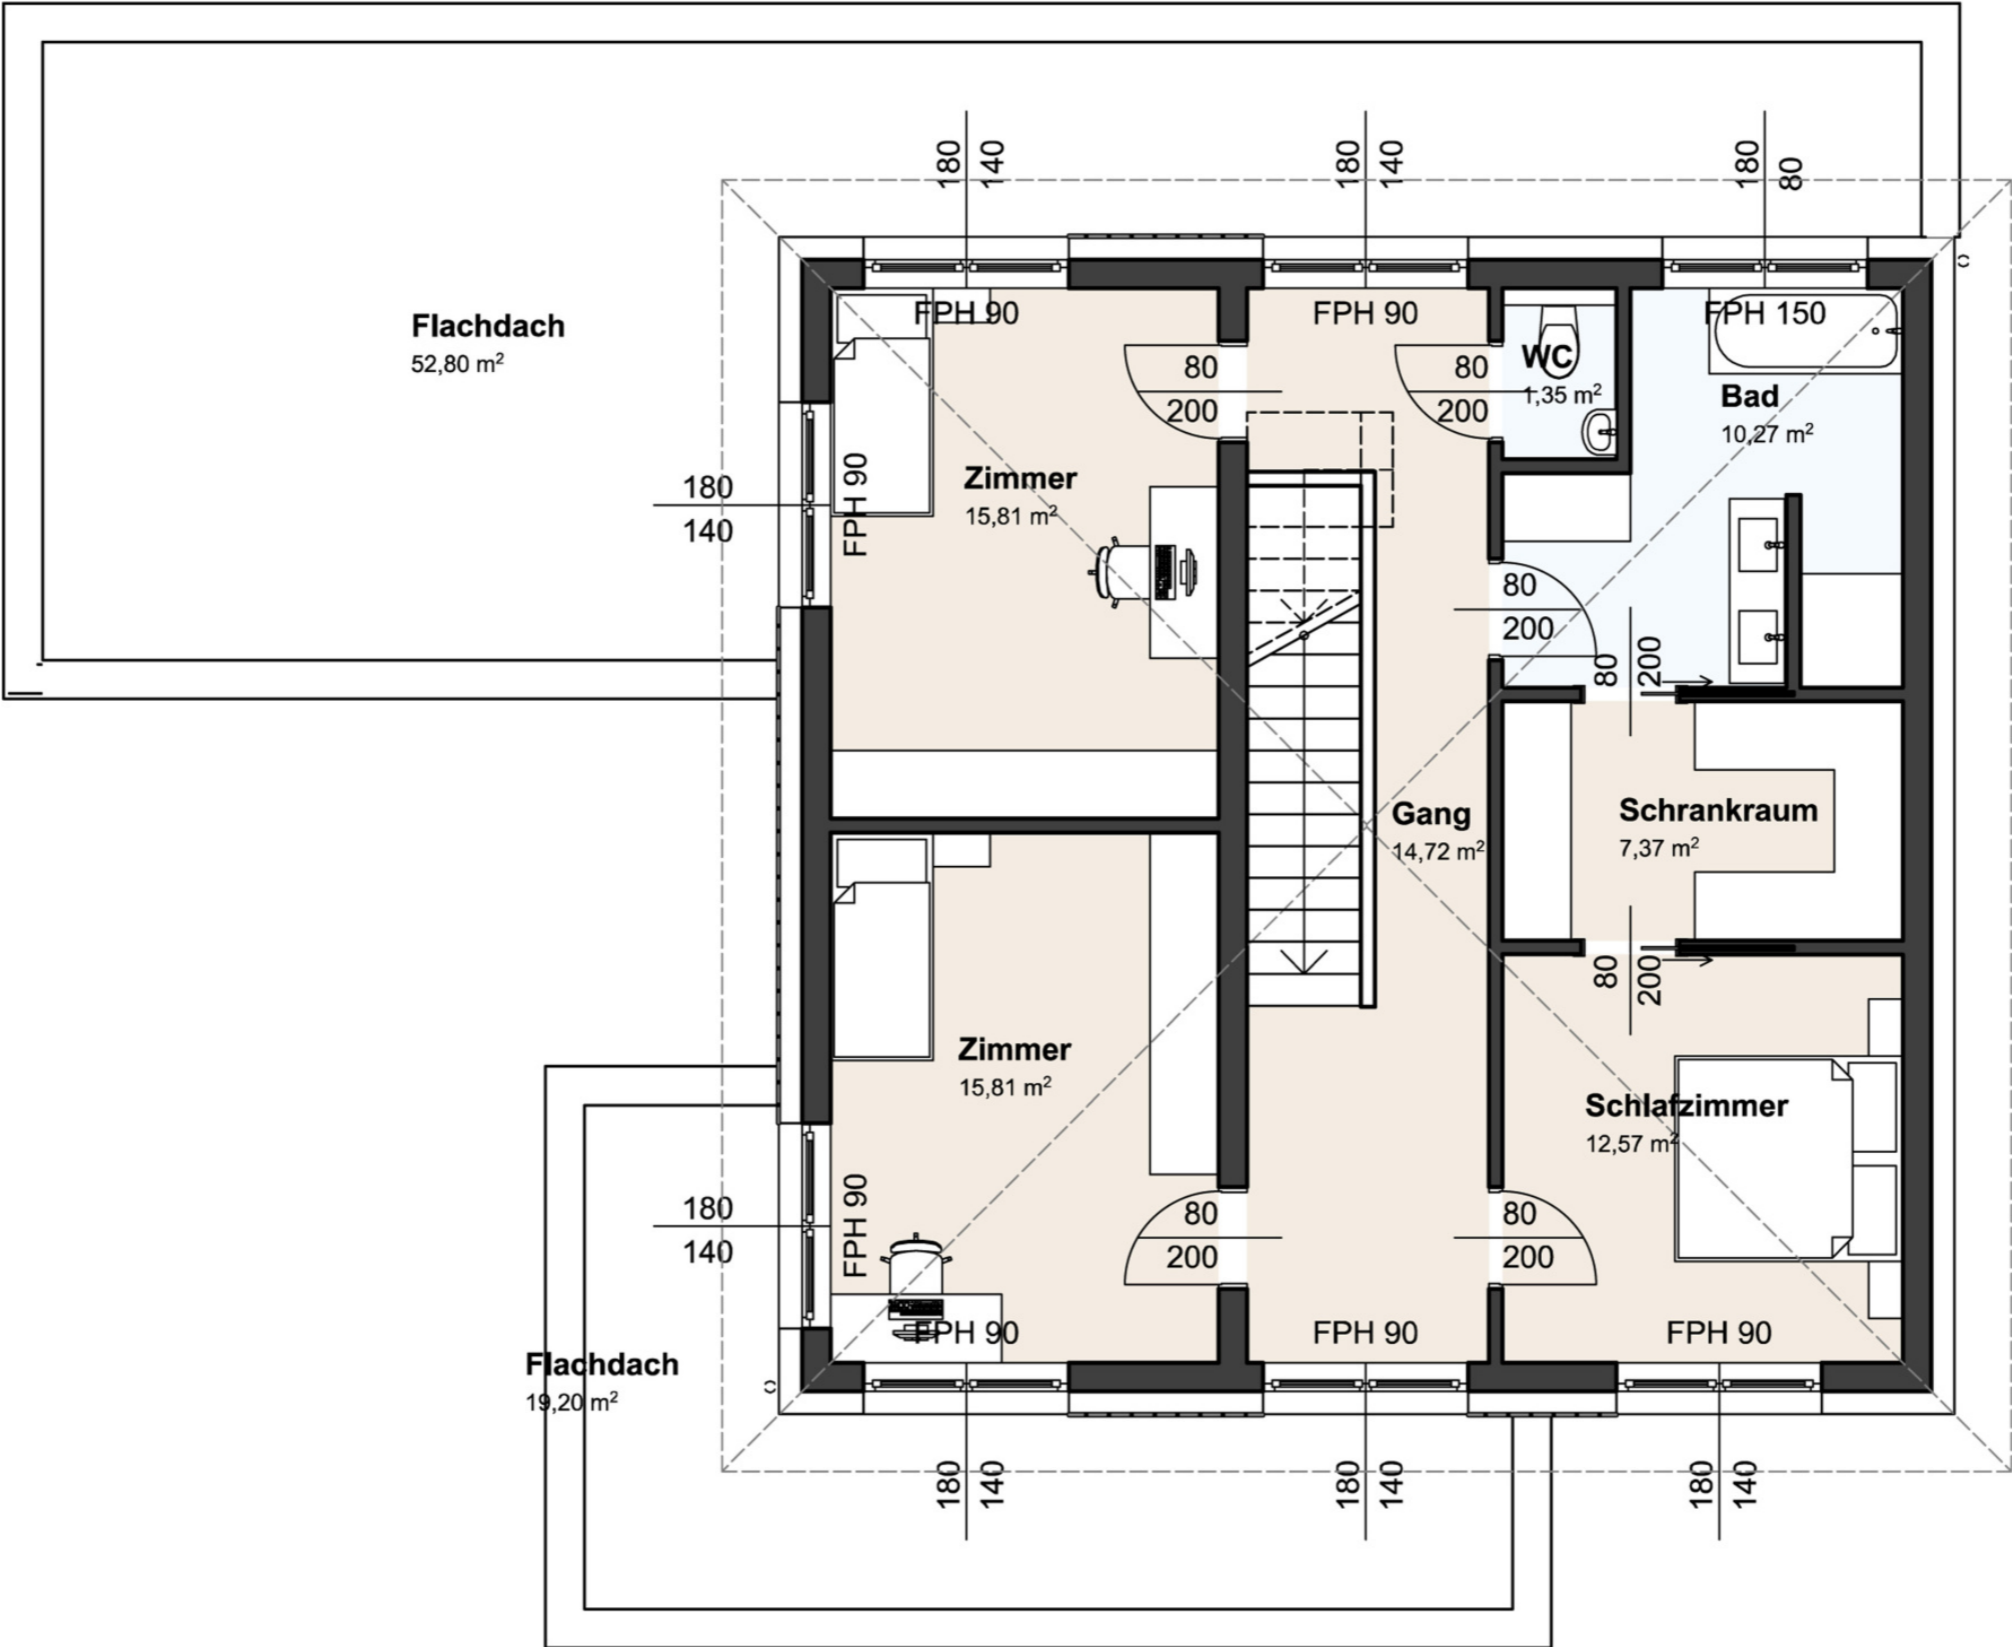 180
140
180
140
180
80
FPH 90
FPH 90
FPH 150
Flachdach
52,80 m²
80
200
80
200
WC
1,35 m²
Bad
10,27 m²
Zimmer
15,81 m²
180
140
FPH 90
80
200
80
200
Gang
14,72 m²
Schrankraum
7,37 m²
80
200
Zimmer
15,81 m²
Schlafzimmer
12,57 m²
180
140
FPH 90
80
200
80
200
FPH 90
FPH 90
FPH 90
Flachdach
19,20 m²
180
140
180
140
180
140